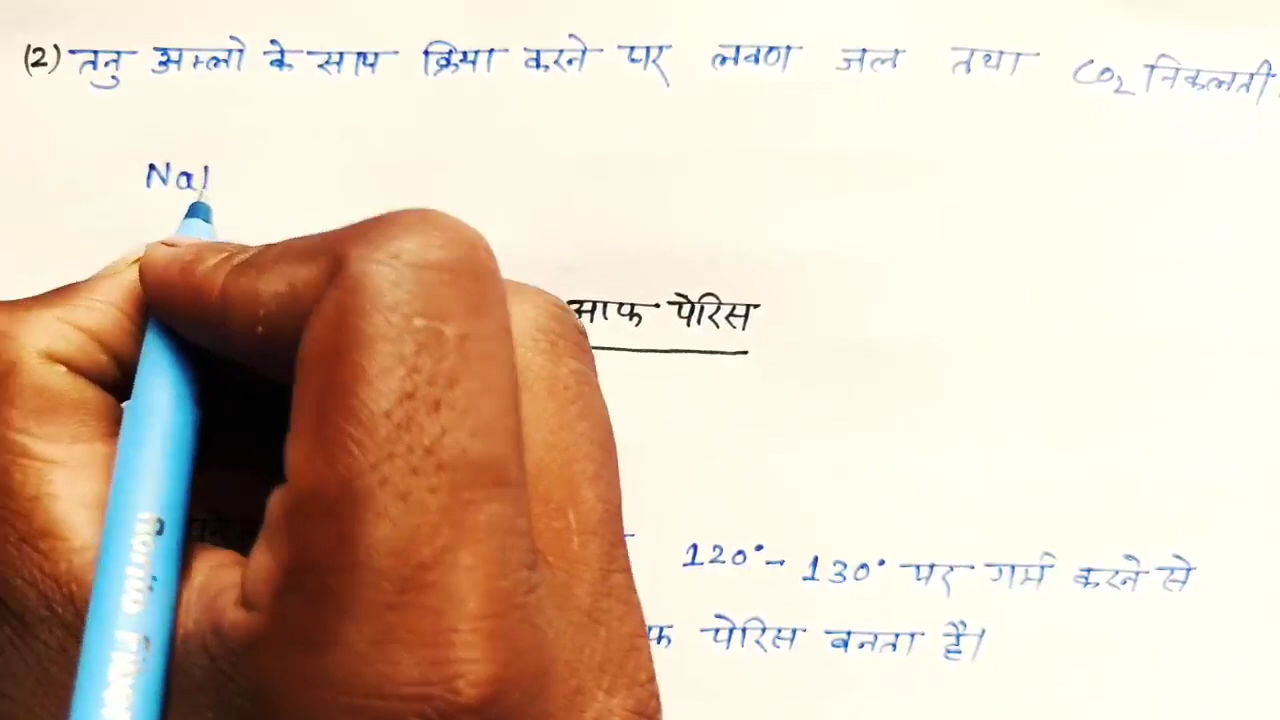 (2) तनु अम्लो के साथ क्रिया करने पर लवण जल तथा CO₂ निकलती
Na
आफ पेरिस
120°- 130° पर गर्म करने से
पेरिस बनता है।